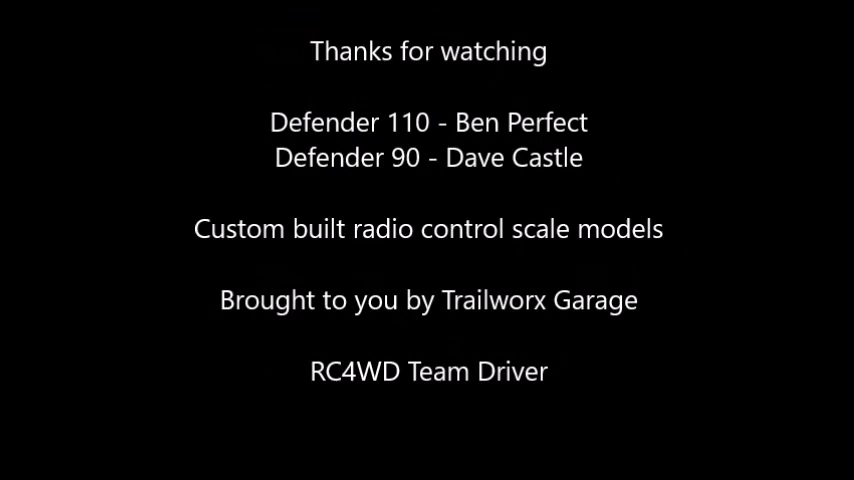 Thanks for watching
Defender 110 - Ben Perfect
Defender 90 - Dave Castle
Custom built radio control scale models
Brought to you by Trailworx Garage
RC4WD Team Driver